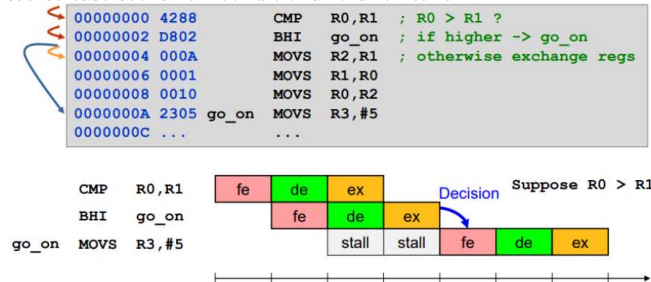 00000000 4288 CMP R0,R1 ; R0 > R1 ?
00000002 D802 BHI go_on ; if higher -> go_on
00000004 000A MOVS R2,R1 ; otherwise exchange regs
00000006 0001 MOVS R1,R0
00000008 0010 MOVS R0,R2
0000000A 2305 go_on MOVS R3,#5
0000000C ... ...
CMP R0,R1 fe de ex Decision Suppose R0 > R1
BHI go_on fe de ex
go_on MOVS R3,#5 stall stall fe de ex